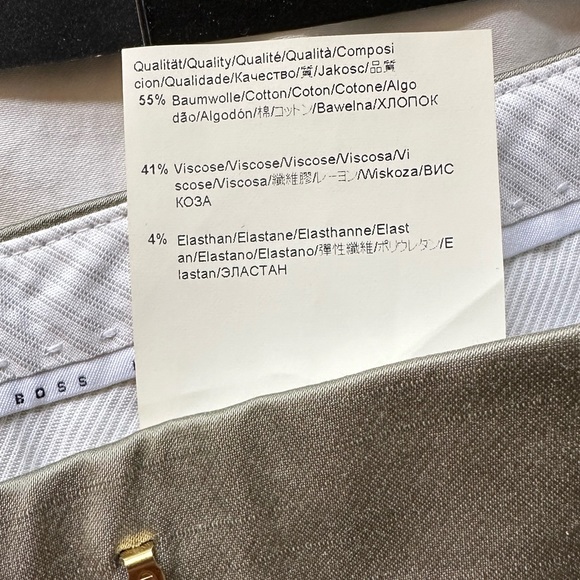 Qualität/Quality/Qualité/Qualità/Composi
cion/Qualidade/Качество/質/Jakosc/品質
55% Baumwolle/Cotton/Coton/Cotone/Algo
dão/Algodón/棉/コットン/Bawelna/ХЛОПОК
41% Viscose/Viscose/Viscose/Viscosa/Vi
scose/Viscosa/纖維膠/レーヨン/Wiskoza/ВИС
КОЗА
4% Elasthan/Elastane/Elasthanne/Elast
an/Elastano/Elastano/彈性纖維/ポリウレタン/E
lastan/ЭЛАСТАН
BOSS